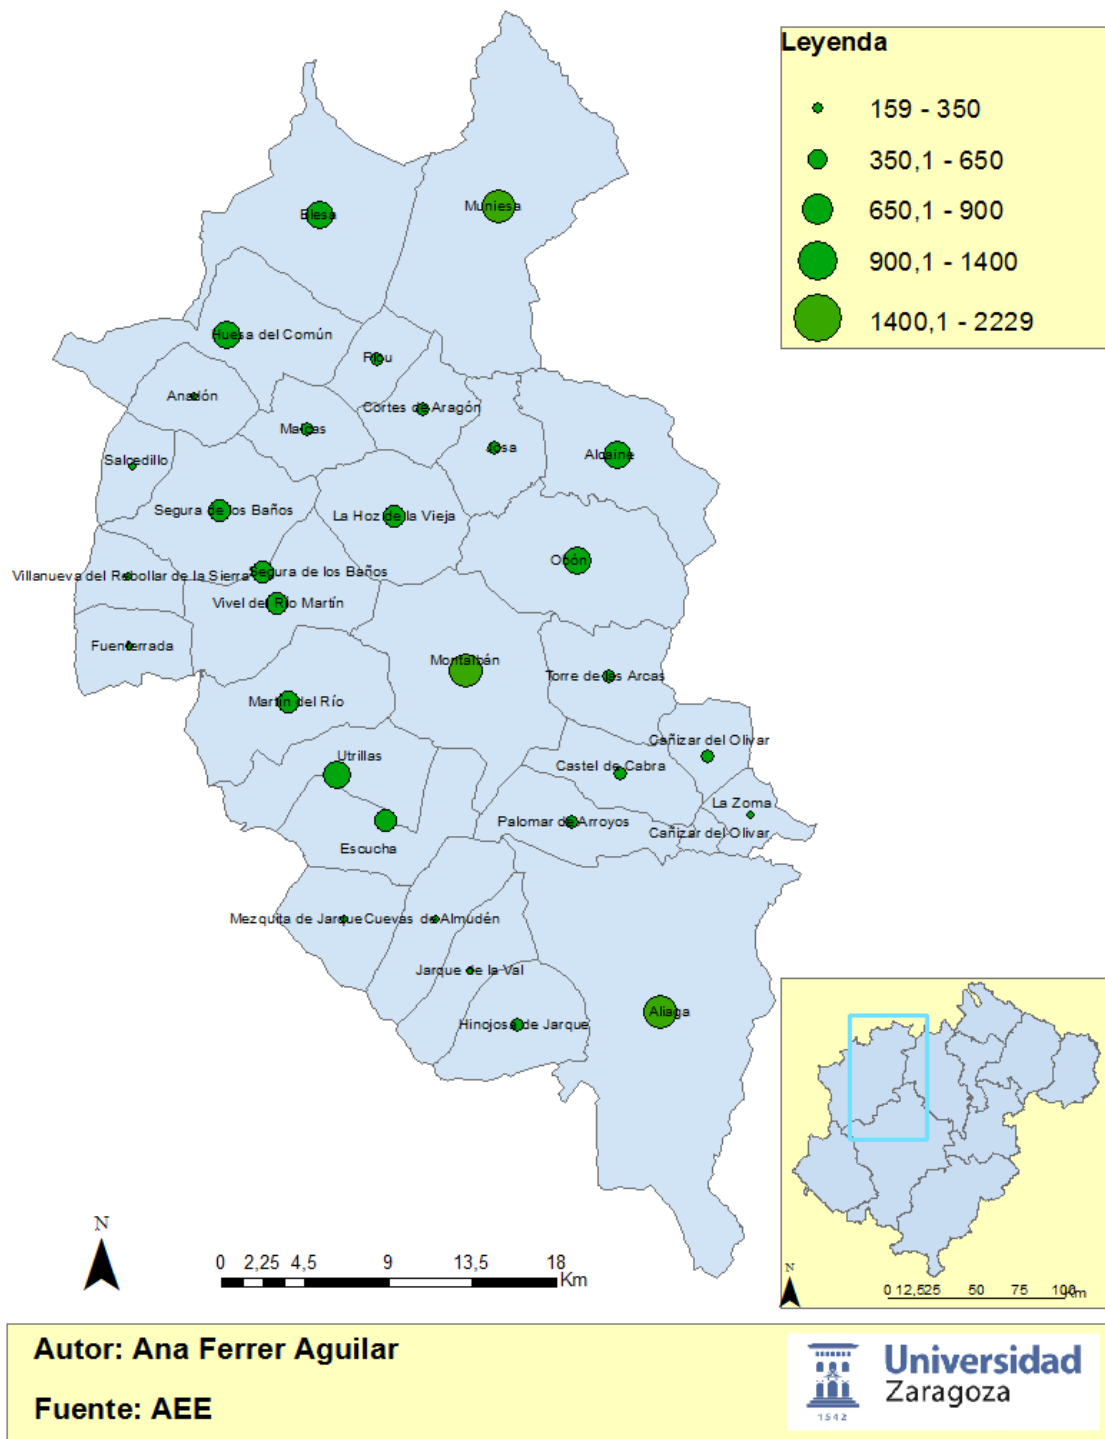 Leyenda
159 - 350
350,1 - 650
650,1 - 900
900,1 - 1400
1400,1 - 2229
Blesa
Muniesa
Huesa del Común
Plou
Anadón
Cortes de Aragón
Maicas
Josa
Alcaine
Salcedillo
Segura de los Baños
La Hoz de la Vieja
Obón
Villanueva del Rebollar de la Sierra
Segura de los Baños
Vivel del Río Martín
Fuenferrada
Montalbán
Torre de las Arcas
Martín del Río
Cañizar del Olivar
Utrillas
Castel de Cabra
La Zoma
Palomar de Arroyos
Cañizar del Olivar
Escucha
Mezquita de Jarque
Cuevas de Almudén
Jarque de la Val
Aliaga
Hinojosa de Jarque
N
0 2,25 4,5 9 13,5 18
Km
N
0 12,525 50 75 100
Km
Autor: Ana Ferrer Aguilar
Fuente: AEE
Universidad
Zaragoza
1542